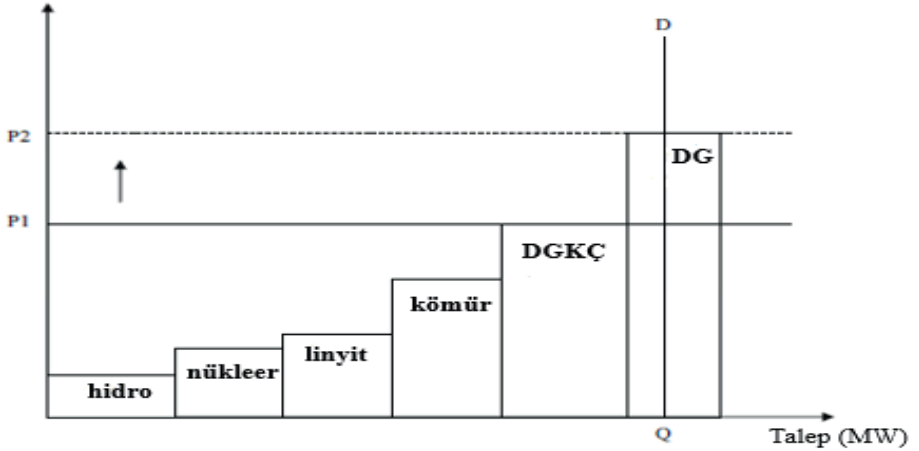 D
P2
DG
P1
DGKÇ
kömür
linyit
nükleer
hidro
Q
Talep (MW)